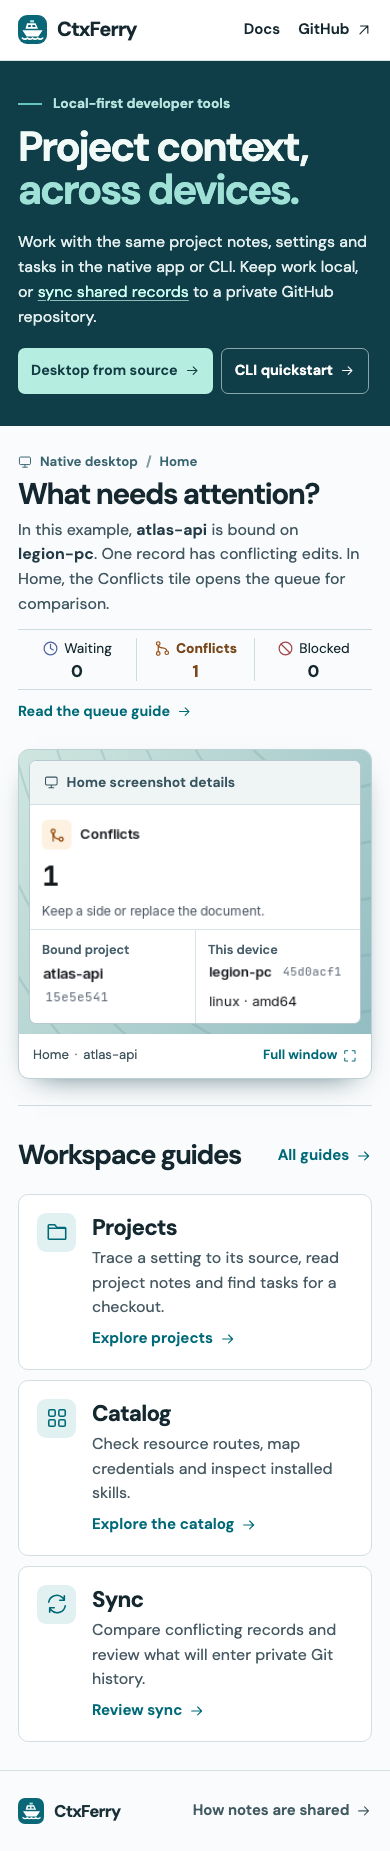 CtxFerry
Docs GitHub
Local-first developer tools
Project context,
across devices.
Work with the same project notes, settings and
tasks in the native app or CLI. Keep work local,
or sync shared records to a private GitHub
repository.
Desktop from source →
CLI quickstart →
Native desktop / Home
What needs attention?
In this example, atlas-api is bound on
legion-pc. One record has conflicting edits. In
Home, the Conflicts tile opens the queue for
comparison.
Waiting
0
Conflicts
1
Blocked
0
Read the queue guide →
Home screenshot details
Conflicts
1
Keep a side or replace the document.
Bound project
atlas-api
15e5e541
This device
legion-pc 45d0acf1
linux · amd64
Home · atlas-api
Full window
Workspace guides
All guides →
Projects
Trace a setting to its source, read
project notes and find tasks for a
checkout.
Explore projects →
Catalog
Check resource routes, map
credentials and inspect installed
skills.
Explore the catalog →
Sync
Compare conflicting records and
review what will enter private Git
history.
Review sync →
CtxFerry
How notes are shared →